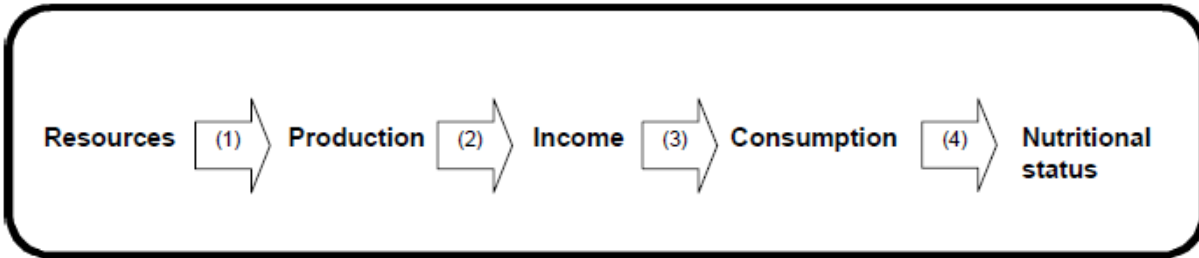 Resources (1) Production (2) Income (3) Consumption (4) Nutritional
status